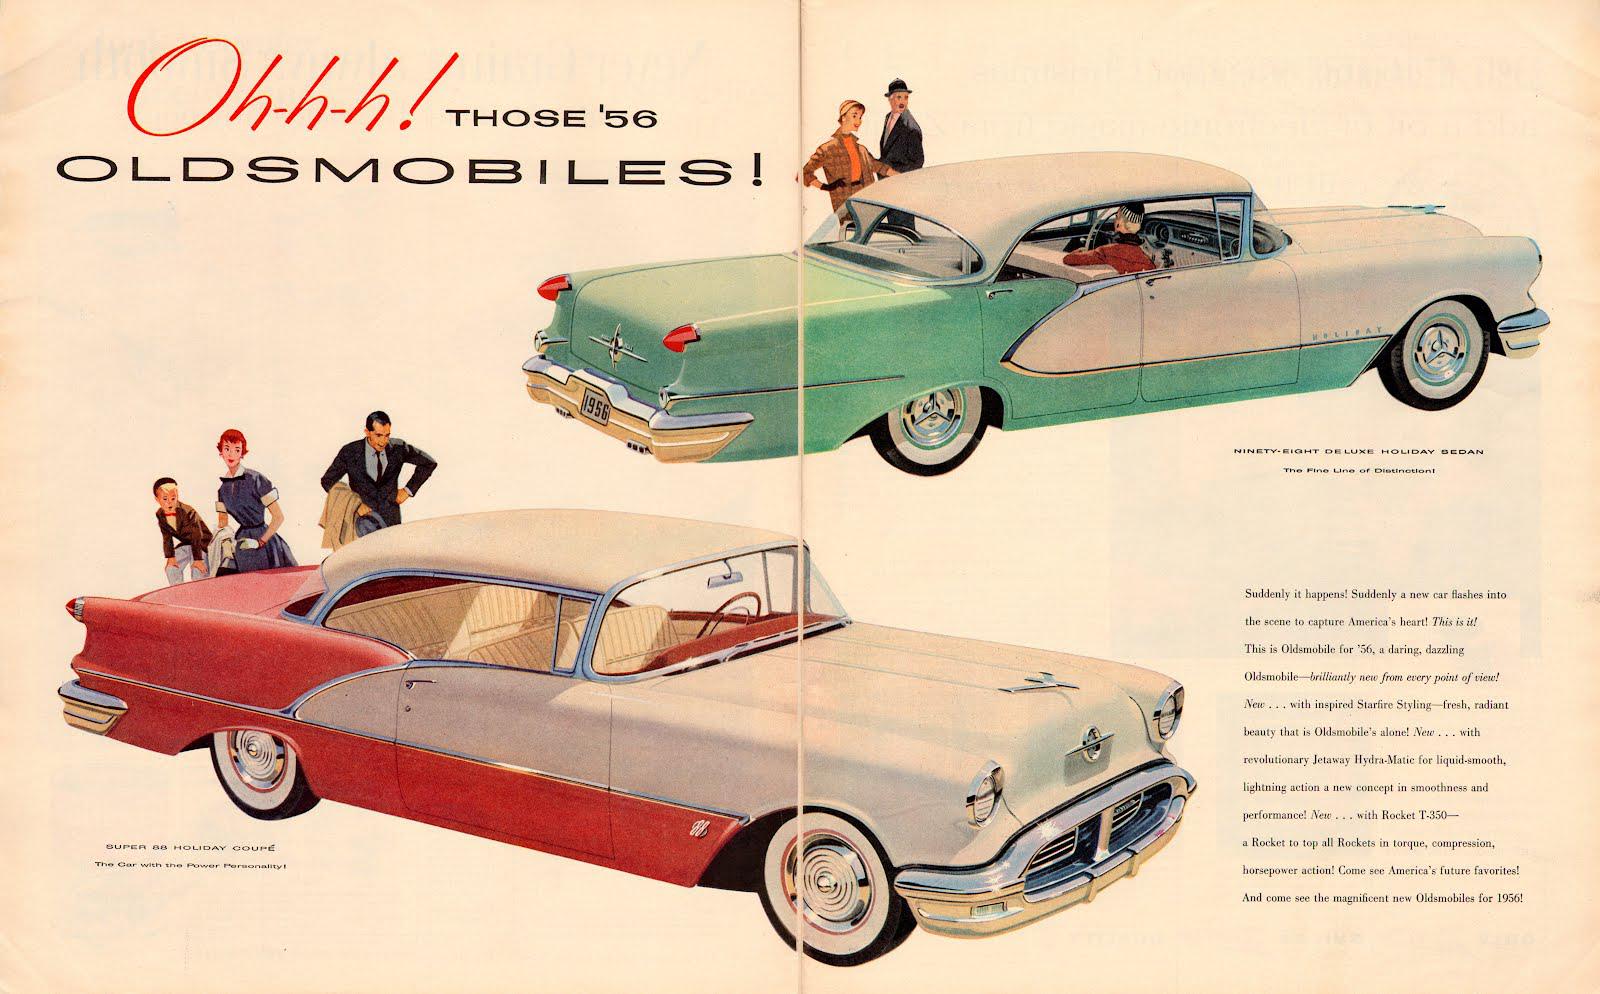 Oh-h-h! THOSE '56
OLDSMOBILES!
1956
HOLIDAY
NINETY-EIGHT DE LUXE HOLIDAY SEDAN
The Fine Line of Distinction!
88
SUPER 88 HOLIDAY COUPÉ
The Car with the Power Personality!
Suddenly it happens! Suddenly a new car flashes into
the scene to capture America's heart! This is it!
This is Oldsmobile for '56, a daring, dazzling
Oldsmobile—brilliantly new from every point of view!
New . . . with inspired Starfire Styling—fresh, radiant
beauty that is Oldsmobile's alone! New . . . with
revolutionary Jetaway Hydra-Matic for liquid-smooth,
lightning action a new concept in smoothness and
performance! New . . . with Rocket T-350—
a Rocket to top all Rockets in torque, compression,
horsepower action! Come see America's future favorites!
And come see the magnificent new Oldsmobiles for 1956!